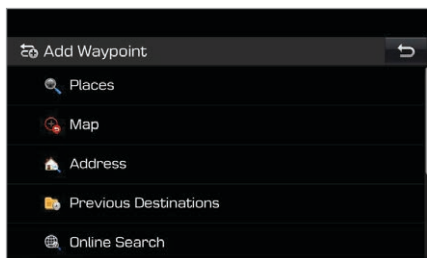 Add Waypoint
Places
Map
Address
Previous Destinations
Online Search